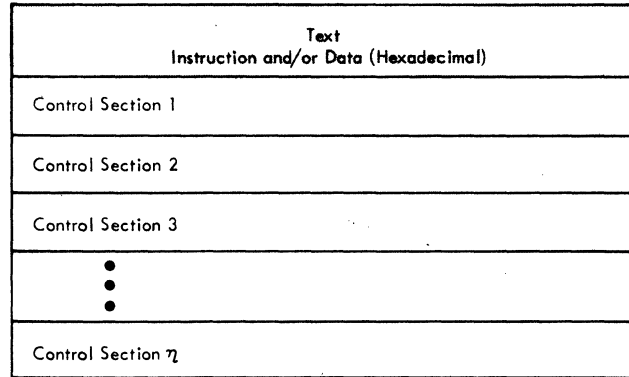 Text
Instruction and/or Data (Hexadecimal)
Control Section 1
Control Section 2
Control Section 3
Control Section η